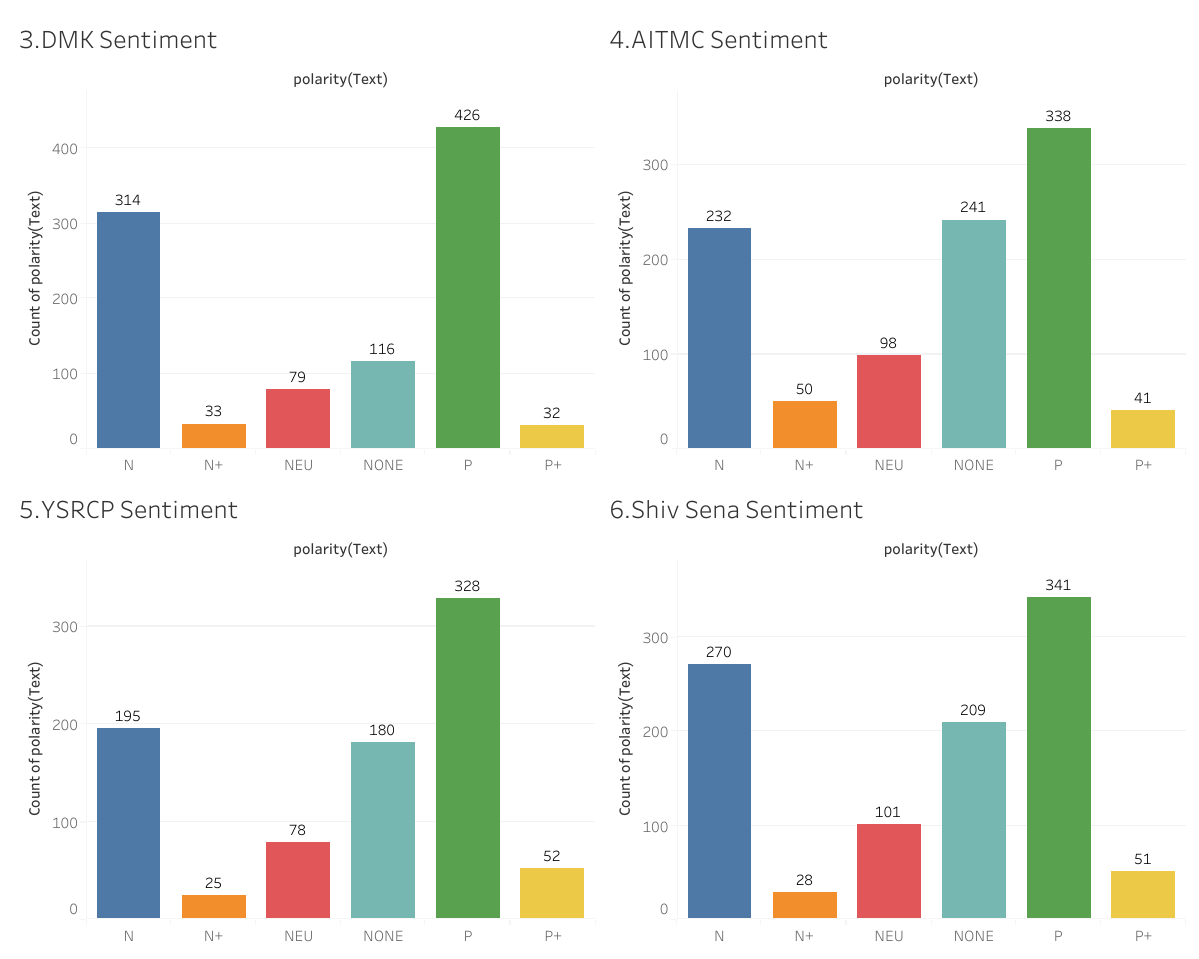 3.DMK Sentiment
polarity(Text)
Count of polarity(Text)
400
300
200
100
0
314
33
79
116
426
32
N N+ NEU NONE P P+
4.AITMC Sentiment
polarity(Text)
Count of polarity(Text)
300
200
100
0
232
50
98
241
338
41
N N+ NEU NONE P P+
5.YSRCP Sentiment
polarity(Text)
Count of polarity(Text)
300
200
100
0
195
25
78
180
328
52
N N+ NEU NONE P P+
6.Shiv Sena Sentiment
polarity(Text)
Count of polarity(Text)
300
200
100
0
270
28
101
209
341
51
N N+ NEU NONE P P+